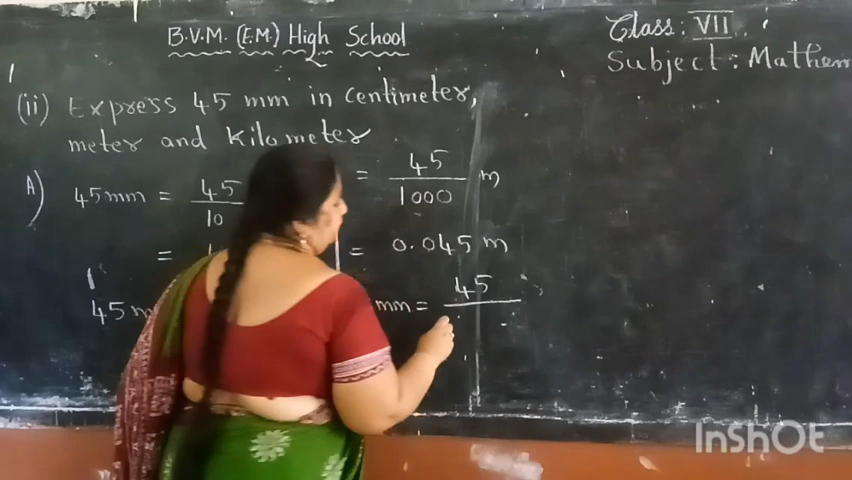 B.V.M. (E.M.) High School
Class: VII
Subject: Mathem
(ii) Express 45 mm in centimeter,
meter and Kilometer
A) 45mm = 45/10
= 45/1000 m
=
= 0.045 m
45m
mm = 45
InShOt